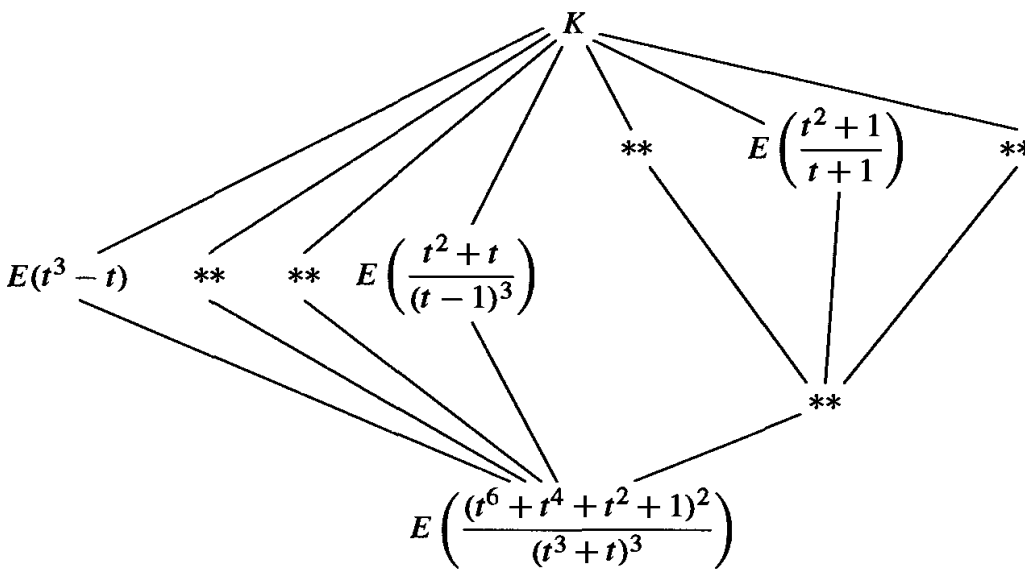 K
** E((t^2 + 1)/(t + 1)) **
E(t^3 − t) ** ** E((t^2 + t)/(t − 1)^3)
**
E((t^6 + t^4 + t^2 + 1)^2/(t^3 + t)^3)